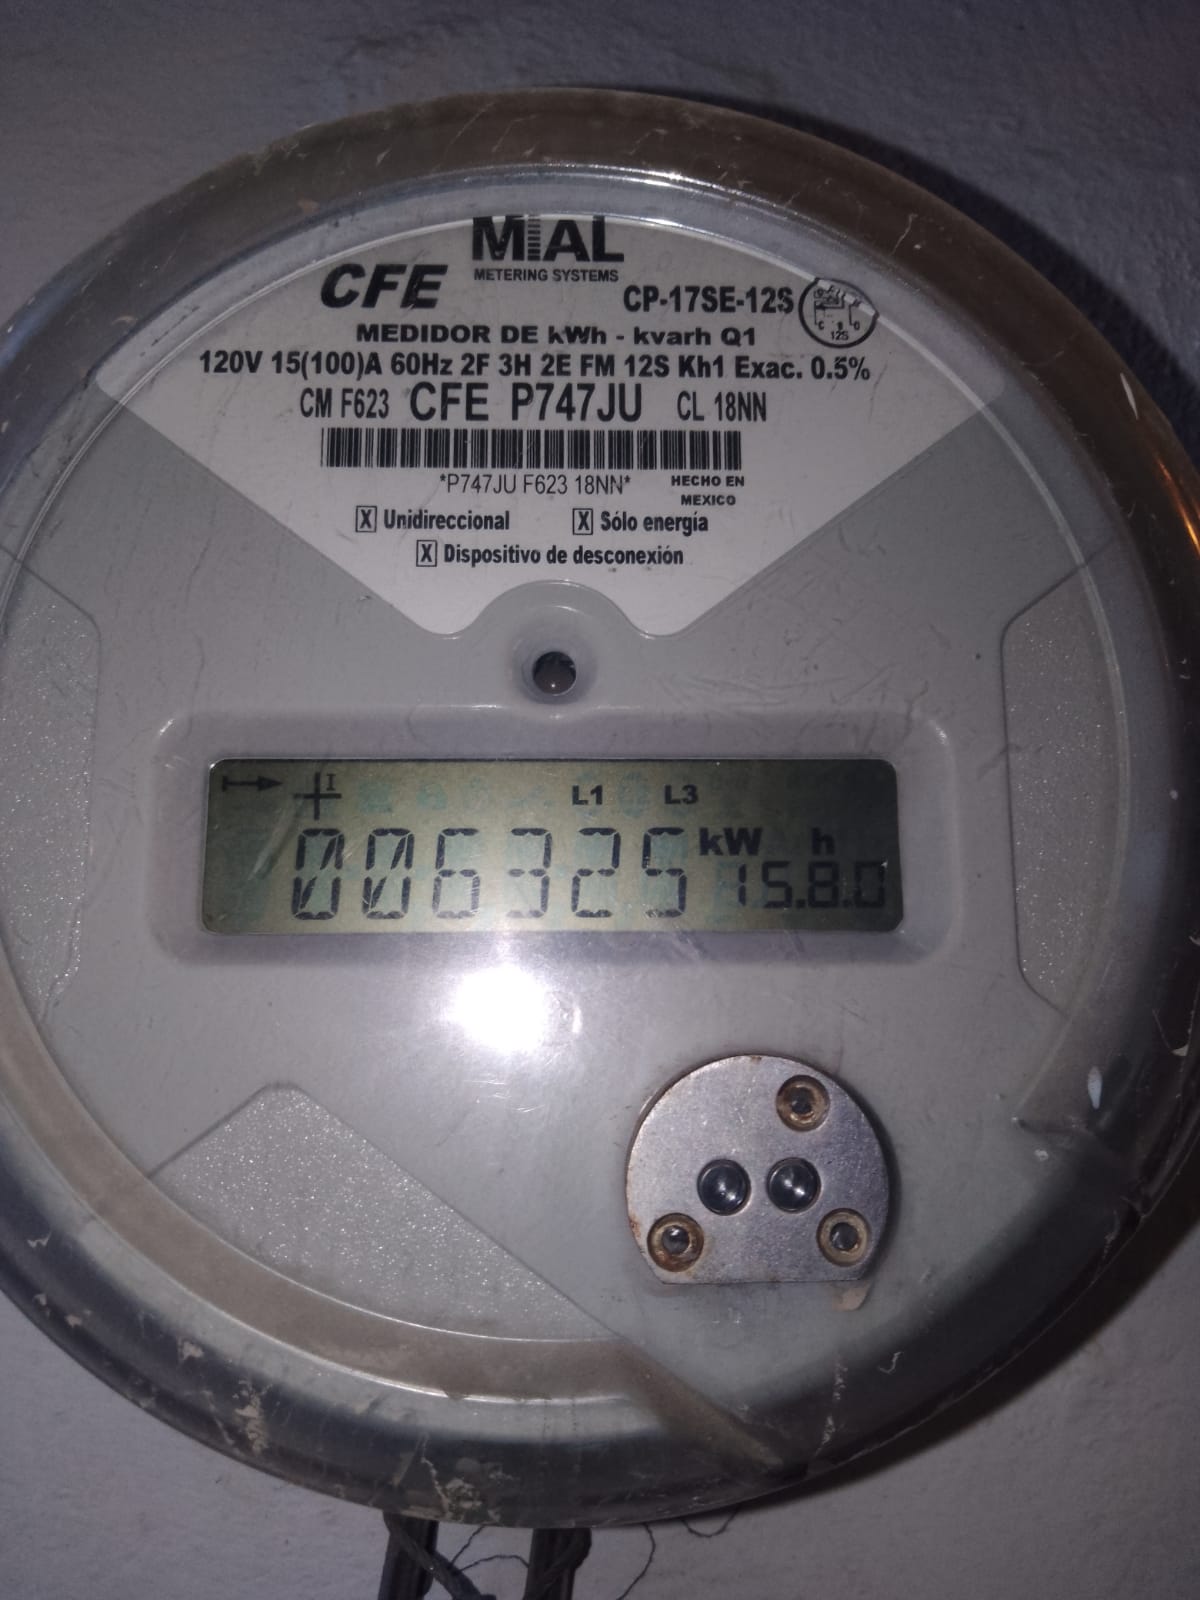 MIAL
METERING SYSTEMS
CFE
CP-17SE-12S
12S
MEDIDOR DE kWh - kvarh Q1
120V 15(100)A 60Hz 2F 3H 2E FM 12S Kh1 Exac. 0.5%
CM F623 CFE P747JU CL 18NN
*P747JU F623 18NN*
HECHO EN
MEXICO
X Unidireccional X Sólo energía
X Dispositivo de desconexión
+I L1 L3
006325 kW h 15.8.0